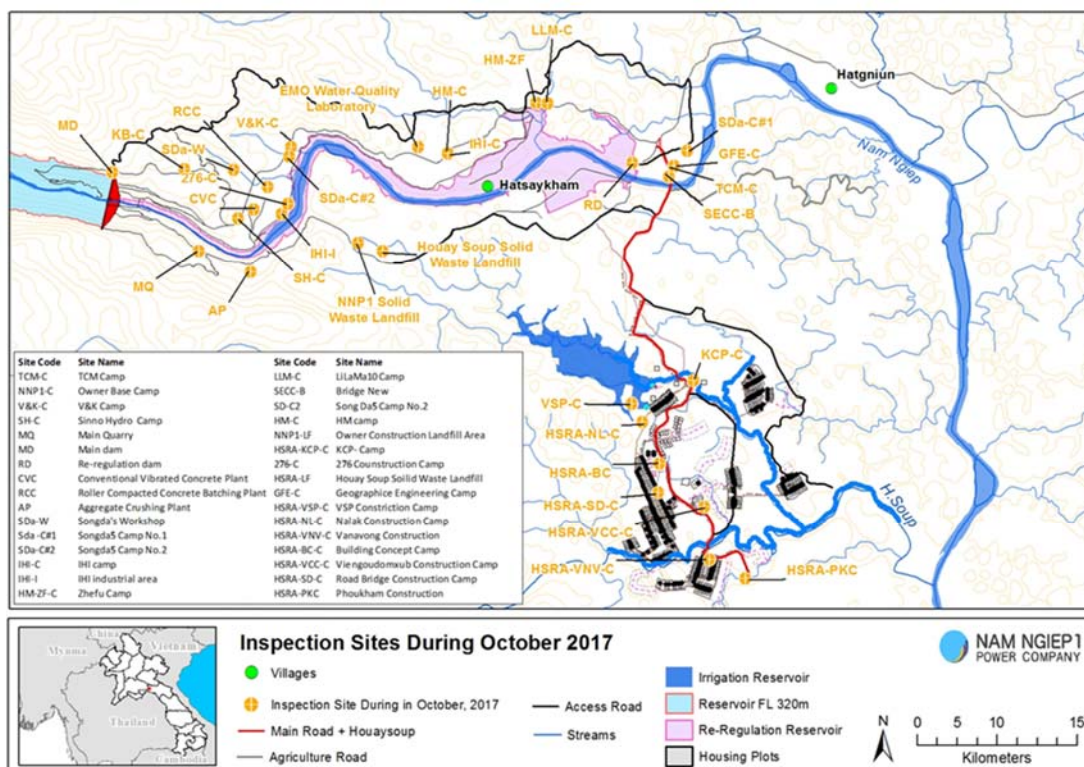 LLM-C
HM-ZF
Hatgniun
EMO Water Quality
Laboratory
HM-C
RCC
SDa-C#1
MD
KB-C
V&K-C
SDa-W
IHI-C
GFE-C
Nam Ngiep
276-C
Hatsaykham
TCM-C
CVC
SDa-C#2
RD
SECC-B
IHI-I
Houay Soup Solid
Waste Landfill
SH-C
MQ
AP
NNP1 Solid
Waste Landfill
KCP-C
VSP-C
HSRA-NL-C
HSRA-BC
HSRA-SD-C
H.Soup
HSRA-VCC-C
HSRA-VNV-C
HSRA-PKC
Site Code Site Name Site Code Site Name
TCM-C TCM Camp LLM-C LiLaMa10 Camp
NNP1-C Owner Base Camp SECC-B Bridge New
V&K-C V&K Camp SD-C2 Song Da5 Camp No.2
SH-C Sinno Hydro Camp HM-C HM camp
MQ Main Quarry NNP1-LF Owner Construction Landfill Area
MD Main dam HSRA-KCP-C KCP- Camp
RD Re-regulation dam 276-C 276 Counstruction Camp
CVC Conventional Vibrated Concrete Plant HSRA-LF Houay Soup Soilid Waste Landfill
RCC Roller Compacted Concrete Batching Plant GFE-C Geographice Engineering Camp
AP Aggregate Crushing Plant HSRA-VSP-C VSP Constriction Camp
SDa-W Songda's Workshop HSRA-NL-C Nalak Construction Camp
Sda -C#1 Songda5 Camp No.1 HSRA-VNV-C Vanavong Construction
SDa-C#2 Songda5 Camp No.2 HSRA-BC-C Building Concept Camp
IHI-C IHI camp HSRA-VCC-C Viengoudomxub Construction Camp
IHI-I IHI industrial area HSRA-SD-C Road Bridge Construction Camp
HM-ZF-C Zhefu Camp HSRA-PKC Phoukham Construction
China
Myama
Vietnam
Thailand
Cambodia
Inspection Sites During October 2017
Villages
Inspection Site During in October, 2017
Main Road + Houaysoup
Agriculture Road
Access Road
Streams
Irrigation Reservoir
Reservoir FL 320m
Re-Regulation Reservoir
Housing Plots
NAM NGIEP1
POWER COMPANY
N
0 5 10 15
Kilometers